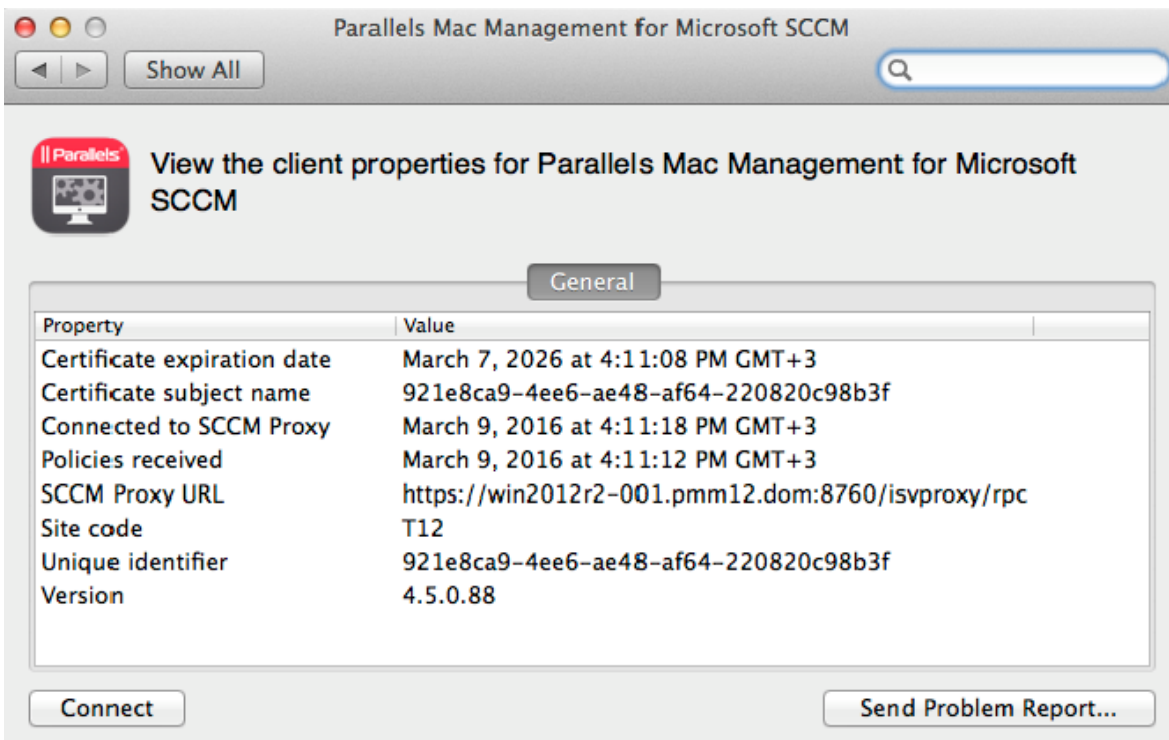 Parallels Mac Management for Microsoft SCCM
Show All
|| Parallels®
View the client properties for Parallels Mac Management for Microsoft
SCCM
General
Property Value
Certificate expiration date March 7, 2026 at 4:11:08 PM GMT+3
Certificate subject name 921e8ca9-4ee6-ae48-af64-220820c98b3f
Connected to SCCM Proxy March 9, 2016 at 4:11:18 PM GMT+3
Policies received March 9, 2016 at 4:11:12 PM GMT+3
SCCM Proxy URL https://win2012r2-001.pmm12.dom:8760/isvproxy/rpc
Site code T12
Unique identifier 921e8ca9-4ee6-ae48-af64-220820c98b3f
Version 4.5.0.88
Connect Send Problem Report...